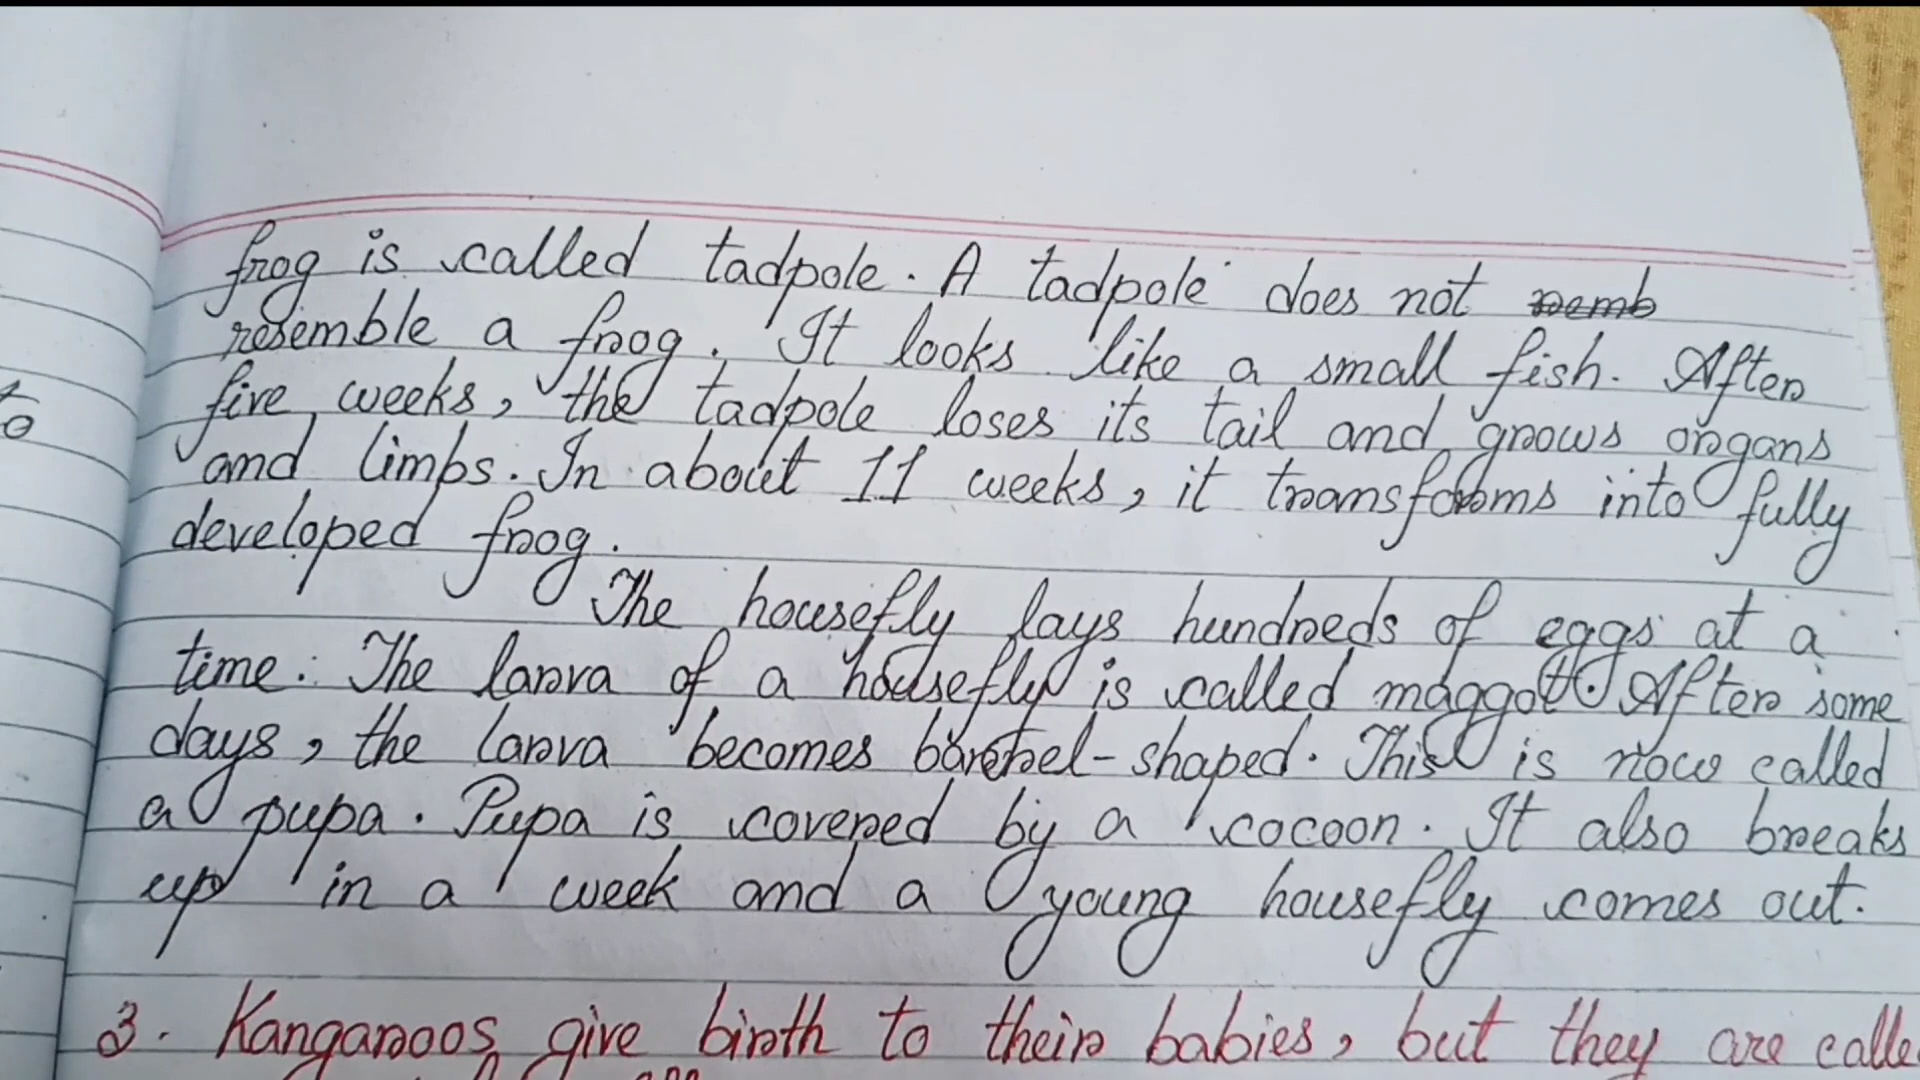 frog is called tadpole. A tadpole does not remb
resemble a frog. It looks like a small fish. After
five weeks, the tadpole loses its tail and grows organs
and limbs. In about 11 weeks, it transforms into fully
developed frog.
The housefly lays hundreds of eggs at a
time. The larva of a housefly is called maggot. After some
days, the larva becomes barrel-shaped. This is now called
a pupa. Pupa is covered by a cocoon. It also breaks
up in a week and a young housefly comes out.
3. Kangaroos give birth to their babies, but they are calle